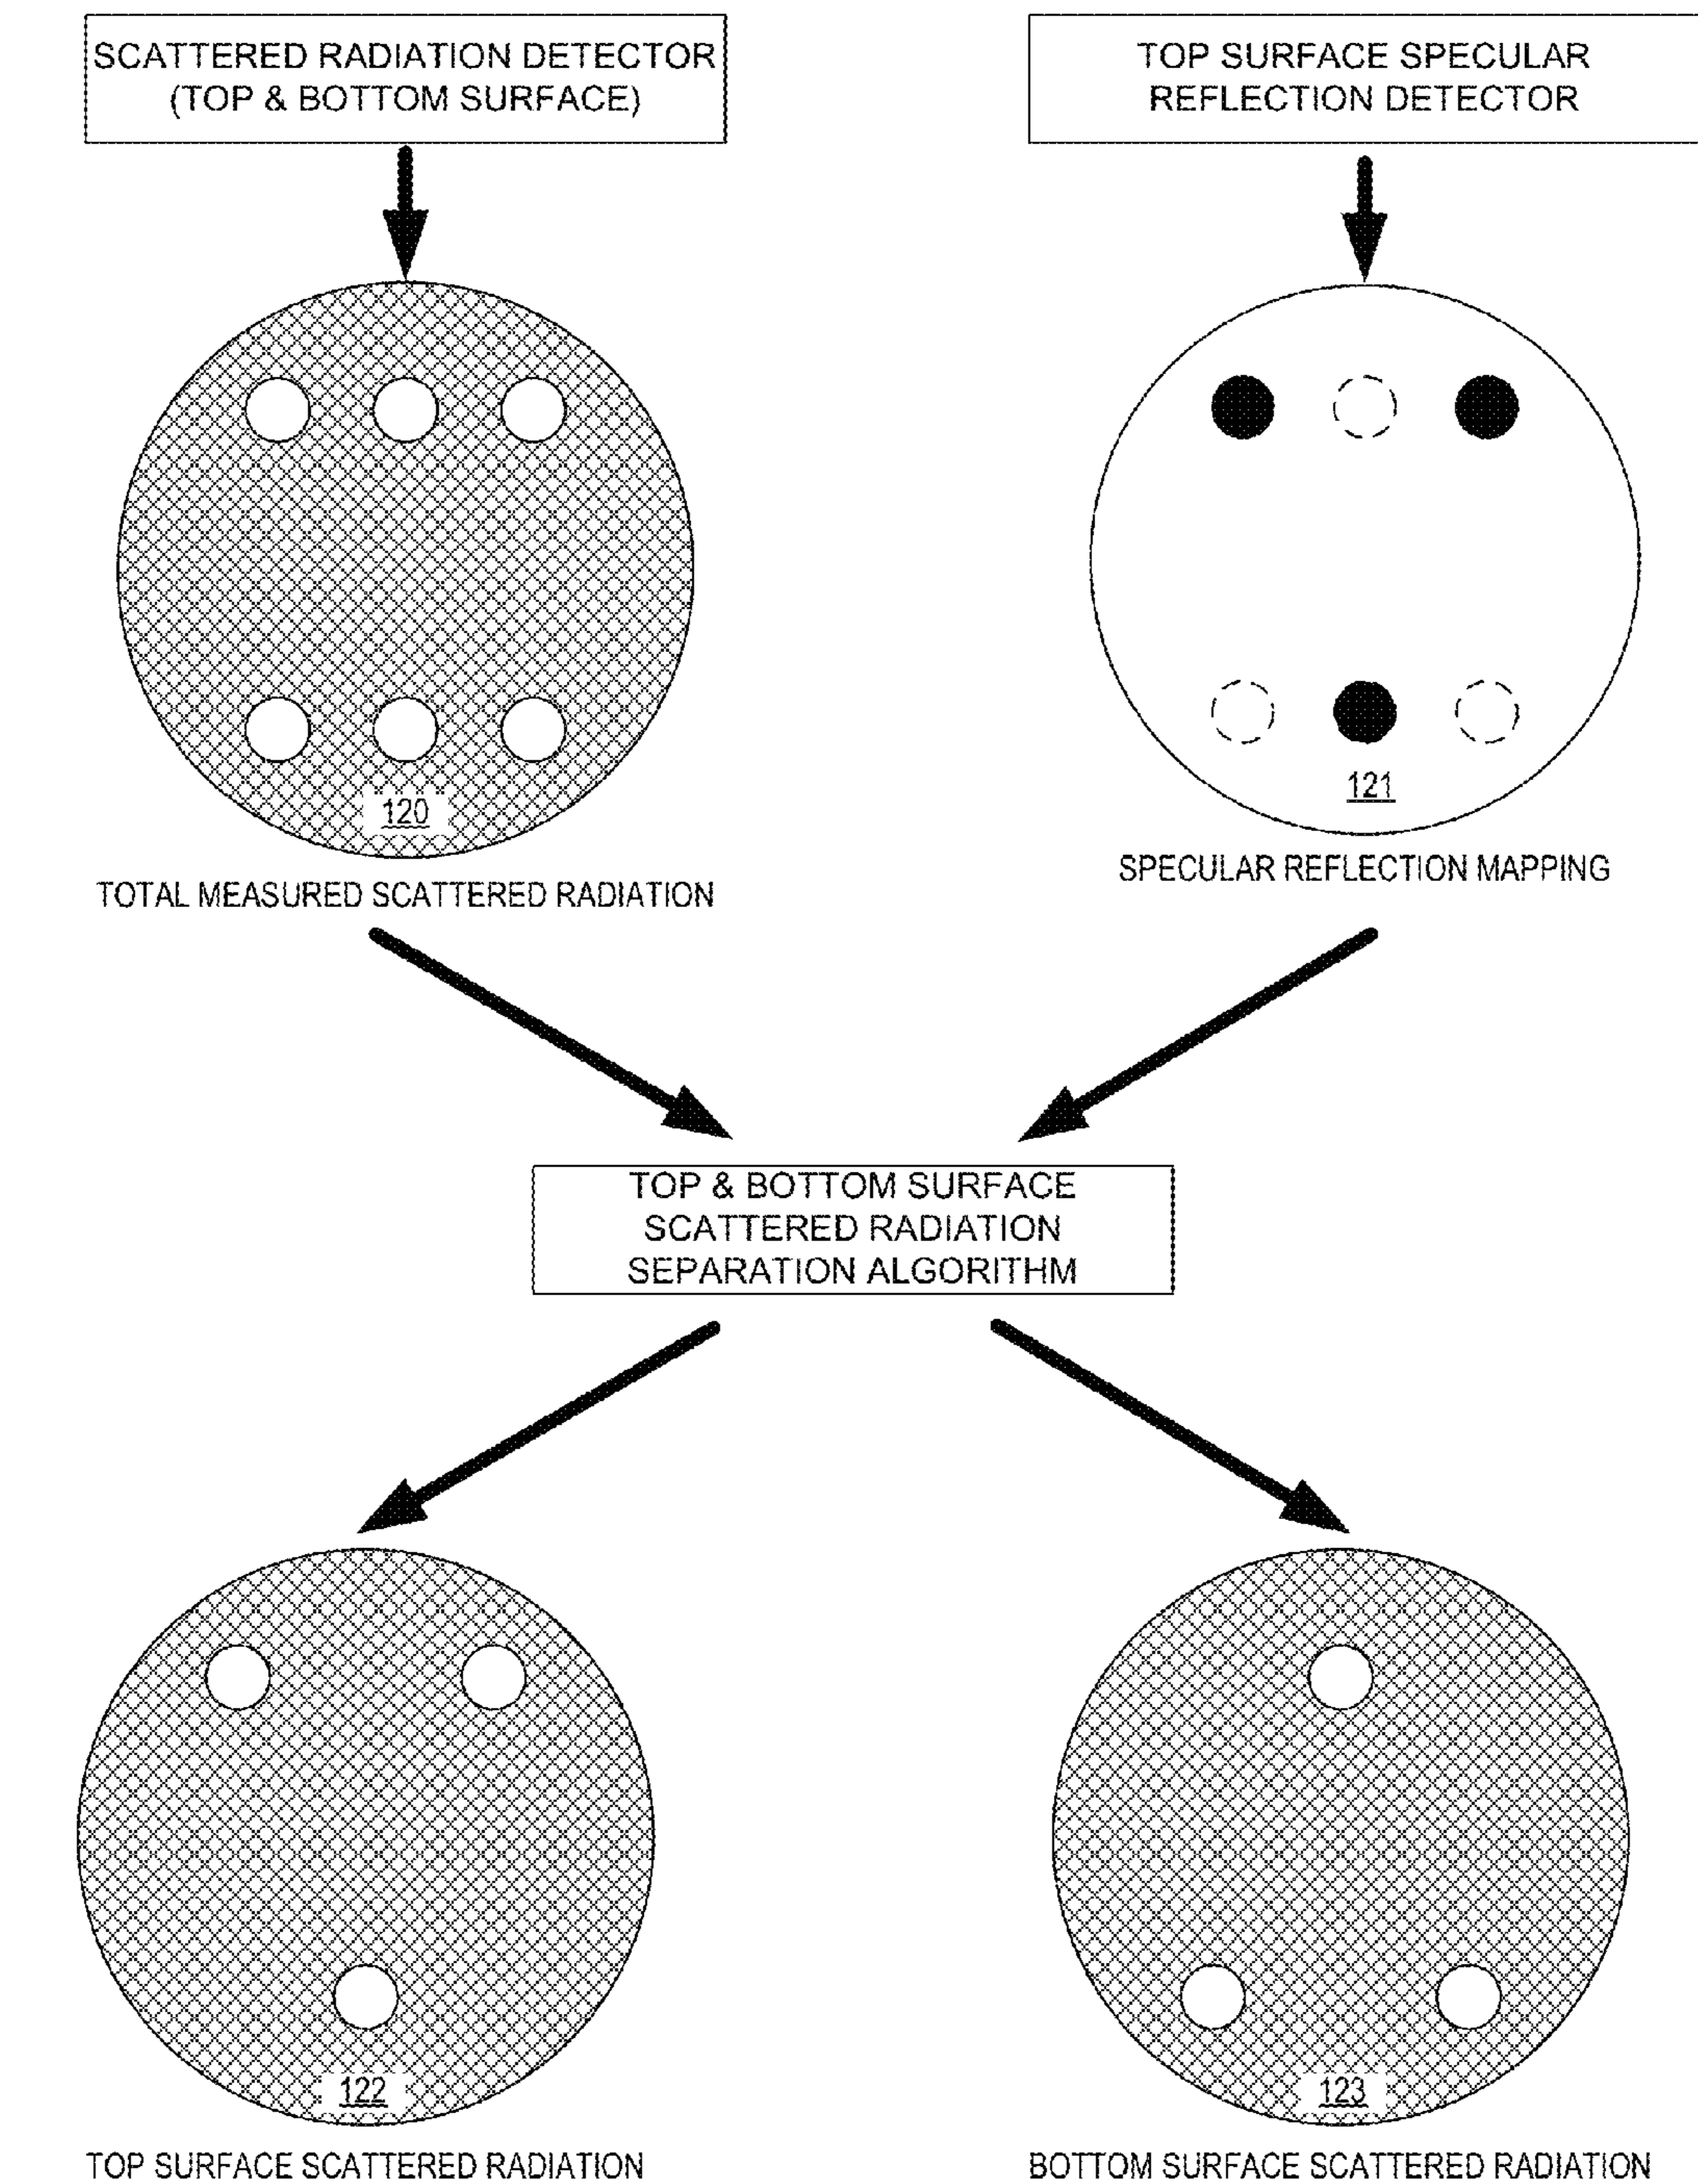 SCATTERED RADIATION DETECTOR
(TOP & BOTTOM SURFACE)
TOP SURFACE SPECULAR
REFLECTION DETECTOR
120
TOTAL MEASURED SCATTERED RADIATION
121
SPECULAR REFLECTION MAPPING
TOP & BOTTOM SURFACE
SCATTERED RADIATION
SEPARATION ALGORITHM
122
TOP SURFACE SCATTERED RADIATION
123
BOTTOM SURFACE SCATTERED RADIATION